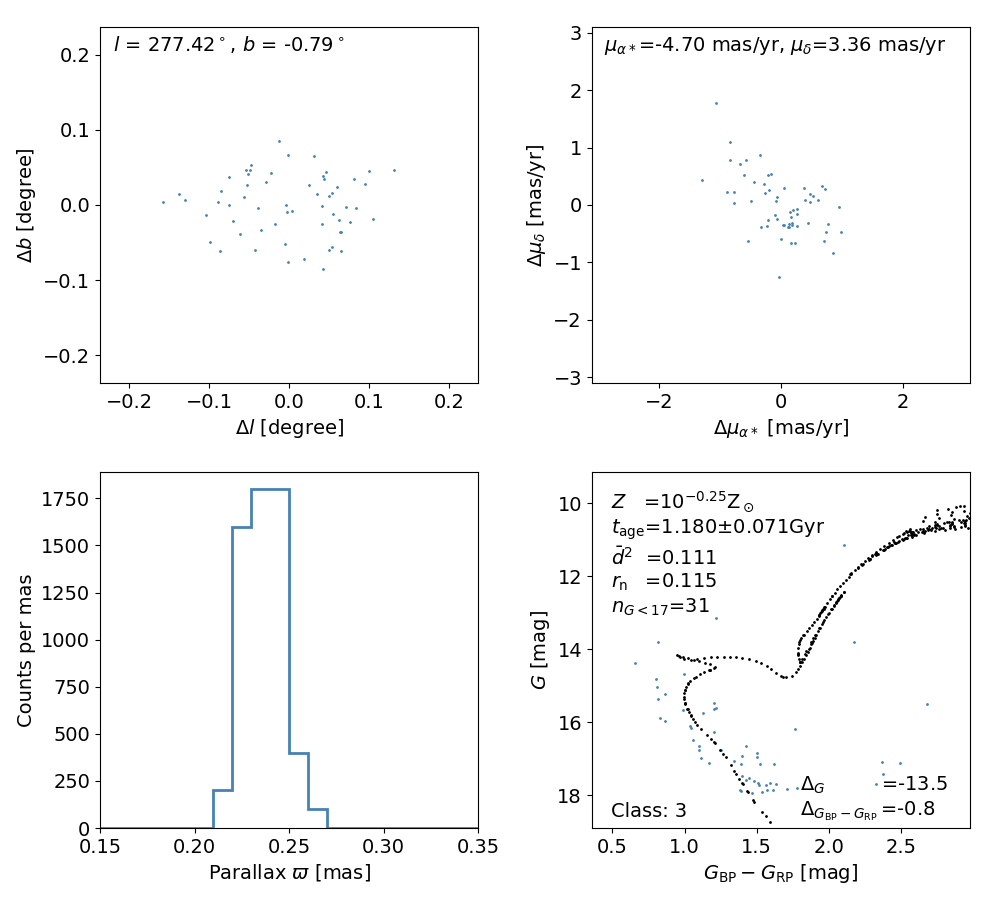 l = 277.42°, b = -0.79°
0.2
0.1
0.0
−0.1
−0.2
Δb [degree]
−0.2 −0.1 0.0 0.1 0.2
Δl [degree]
μα∗=-4.70 mas/yr, μδ=3.36 mas/yr
3
2
1
0
−1
−2
−3
Δμδ [mas/yr]
−2 0 2
Δμα∗ [mas/yr]
1750
1500
1250
1000
750
500
250
0
Counts per mas
0.15 0.20 0.25 0.30 0.35
Parallax ϖ [mas]
Z =10^−0.25Z⊙
tage=1.180±0.071Gyr
d̄² =0.111
rn =0.115
nG<17=31
10
12
14
16
18
G [mag]
ΔG =-13.5
Class: 3 ΔGBP−GRP =-0.8
0.5 1.0 1.5 2.0 2.5
GBP − GRP [mag]